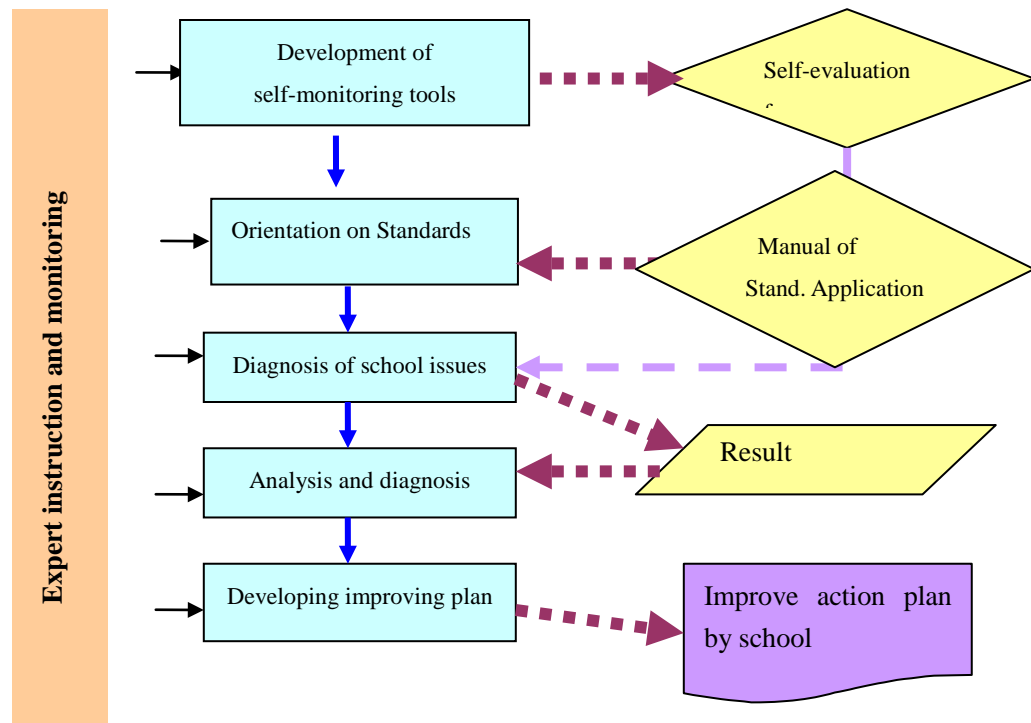 Expert instruction and monitoring
Development of
self-monitoring tools
Self-evaluation
Orientation on Standards
Manual of
Stand. Application
Diagnosis of school issues
Result
Analysis and diagnosis
Developing improving plan
Improve action plan
by school